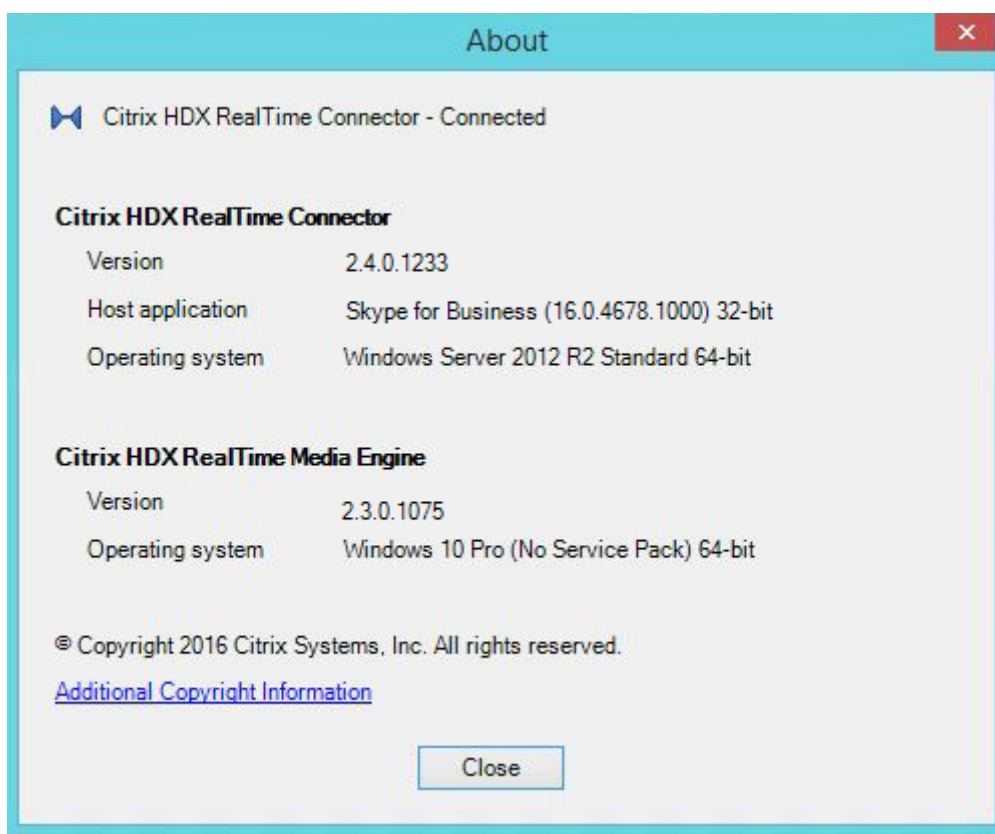 About
Citrix HDX RealTime Connector - Connected
Citrix HDX RealTime Connector
Version 2.4.0.1233
Host application Skype for Business (16.0.4678.1000) 32-bit
Operating system Windows Server 2012 R2 Standard 64-bit
Citrix HDX RealTime Media Engine
Version 2.3.0.1075
Operating system Windows 10 Pro (No Service Pack) 64-bit
© Copyright 2016 Citrix Systems, Inc. All rights reserved.
Additional Copyright Information
Close